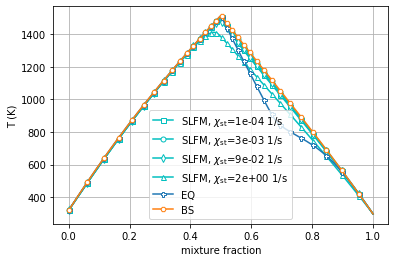 1400
1200
1000
800
600
400
T (K)
SLFM, χst=1e-04 1/s
SLFM, χst=3e-03 1/s
SLFM, χst=9e-02 1/s
SLFM, χst=2e+00 1/s
EQ
BS
0.0 0.2 0.4 0.6 0.8 1.0
mixture fraction